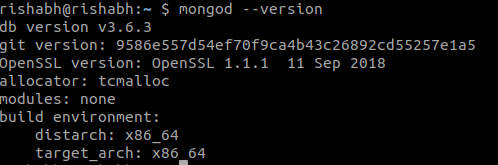 rishabh@rishabh:~ $ mongod --version
db version v3.6.3
git version: 9586e557d54ef70f9ca4b43c26892cd55257e1a5
OpenSSL version: OpenSSL 1.1.1  11 Sep 2018
allocator: tcmalloc
modules: none
build environment:
    distarch: x86_64
    target_arch: x86_64